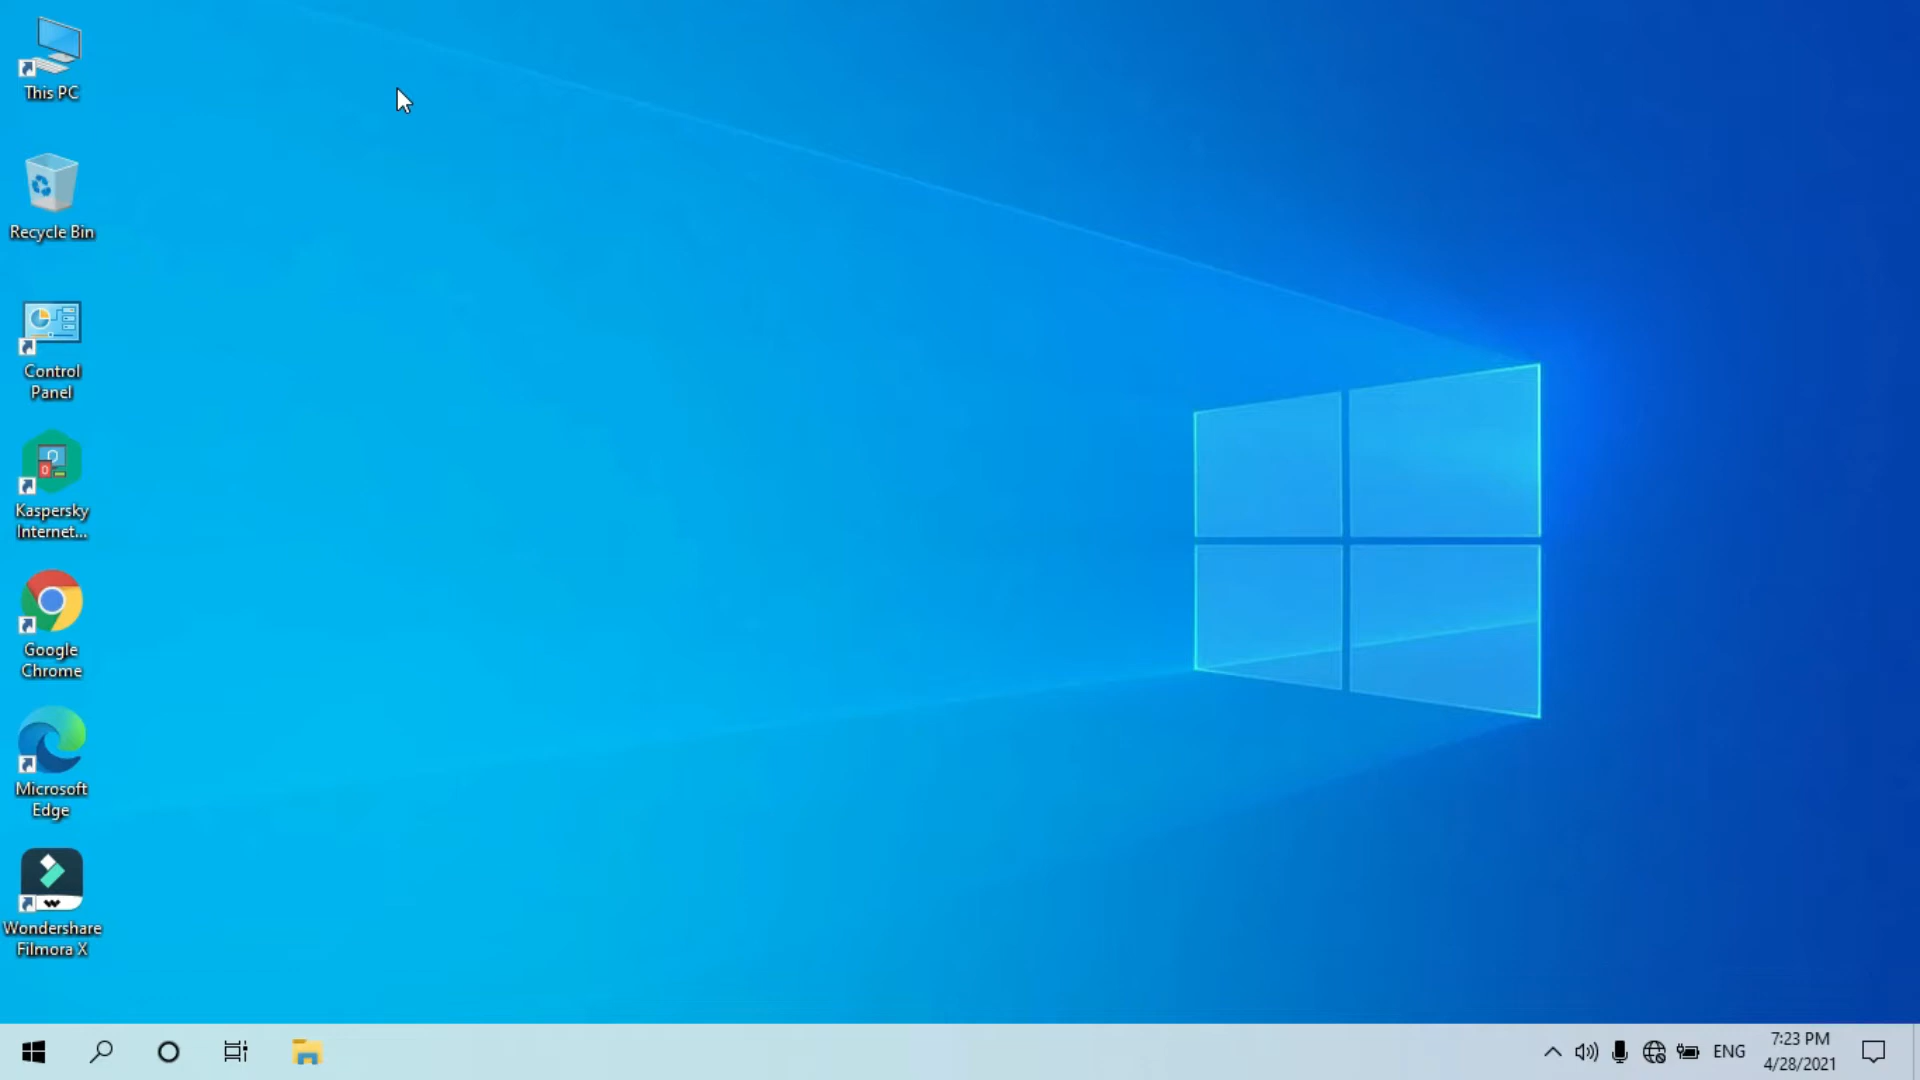 This PC
Recycle Bin
Control
Panel
Kaspersky
Internet...
Google
Chrome
Microsoft
Edge
Wondershare
Filmora X
ENG
7:23 PM
4/28/2021